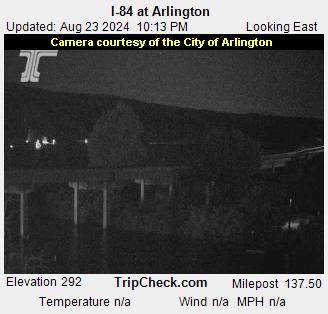 I-84 at Arlington
Updated: Aug 23 2024 10:13 PM Looking East
Camera courtesy of the City of Arlington
Elevation 292 TripCheck.com Milepost 137.50
Temperature n/a Wind n/a MPH n/a